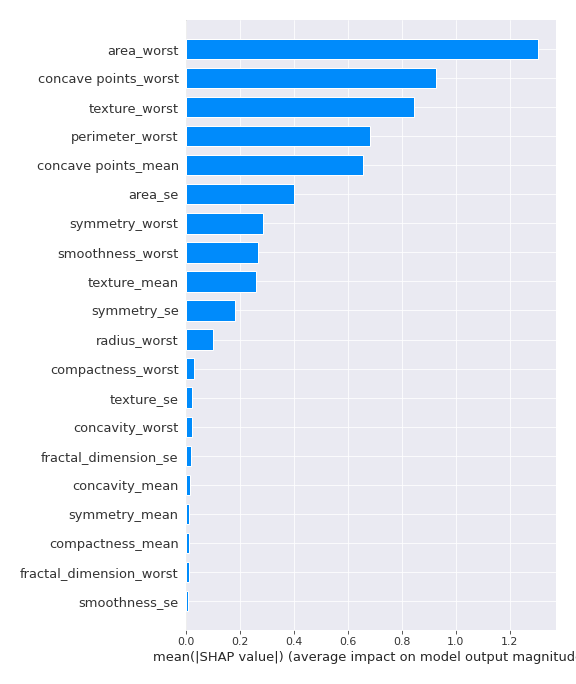 area_worst
concave points_worst
texture_worst
perimeter_worst
concave points_mean
area_se
symmetry_worst
smoothness_worst
texture_mean
symmetry_se
radius_worst
compactness_worst
texture_se
concavity_worst
fractal_dimension_se
concavity_mean
symmetry_mean
compactness_mean
fractal_dimension_worst
smoothness_se
0.0 0.2 0.4 0.6 0.8 1.0 1.2
mean(|SHAP value|) (average impact on model output magnitud